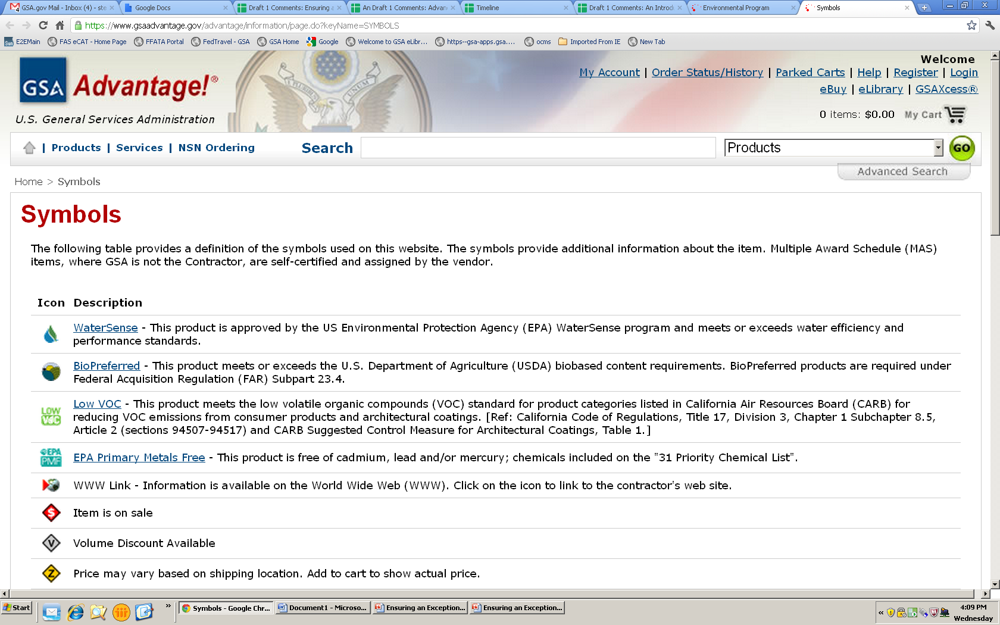 GSA.gov Mail - Inbox (4) - ste
Google Docs
Draft 1 Comments: Ensuring a
An Draft 1 Comments: Advan
Timeline
Draft 1 Comments: An Introdu
Environmental Program
Symbols
https://www.gsaadvantage.gov/advantage/information/page.do?keyName=SYMBOLS
E2EMain
FAS eCAT - Home Page
FFATA Portal
FedTravel - GSA
GSA Home
Google
Welcome to GSA eLibr...
https--gsa-apps.gsa....
ocms
Imported From IE
New Tab
Welcome
My Account | Order Status/History | Parked Carts | Help | Register | Login
eBuy | eLibrary | GSAXcess®
GSA Advantage!®
U.S. General Services Administration
0 items: $0.00 My Cart
| Products | Services | NSN Ordering
Search
Products
GO
Advanced Search
Home > Symbols
Symbols
The following table provides a definition of the symbols used on this website. The symbols provide additional information about the item. Multiple Award Schedule (MAS)
items, where GSA is not the Contractor, are self-certified and assigned by the vendor.
Icon Description
WaterSense - This product is approved by the US Environmental Protection Agency (EPA) WaterSense program and meets or exceeds water efficiency and
performance standards.
BioPreferred - This product meets or exceeds the U.S. Department of Agriculture (USDA) biobased content requirements. BioPreferred products are required under
Federal Acquisition Regulation (FAR) Subpart 23.4.
LOW
VOC
Low VOC - This product meets the low volatile organic compounds (VOC) standard for product categories listed in California Air Resources Board (CARB) for
reducing VOC emissions from consumer products and architectural coatings. [Ref: California Code of Regulations, Title 17, Division 3, Chapter 1 Subchapter 8.5,
Article 2 (sections 94507-94517) and CARB Suggested Control Measure for Architectural Coatings, Table 1.]
EPA
PMF
EPA Primary Metals Free - This product is free of cadmium, lead and/or mercury; chemicals included on the "31 Priority Chemical List".
WWW Link - Information is available on the World Wide Web (WWW). Click on the icon to link to the contractor's web site.
S Item is on sale
V Volume Discount Available
Z Price may vary based on shipping location. Add to cart to show actual price.
Start
Symbols - Google Chr...
Document1 - Microso...
Ensuring an Exception...
Ensuring an Exception...
4:09 PM
Wednesday